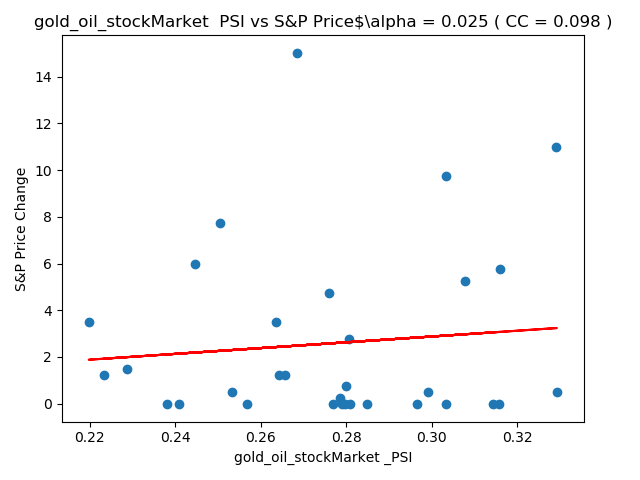 gold_oil_stockMarket  PSI vs S&P Price$\alpha = 0.025 ( CC = 0.098 )
S&P Price Change
14
12
10
8
6
4
2
0
0.22 0.24 0.26 0.28 0.30 0.32
gold_oil_stockMarket _PSI